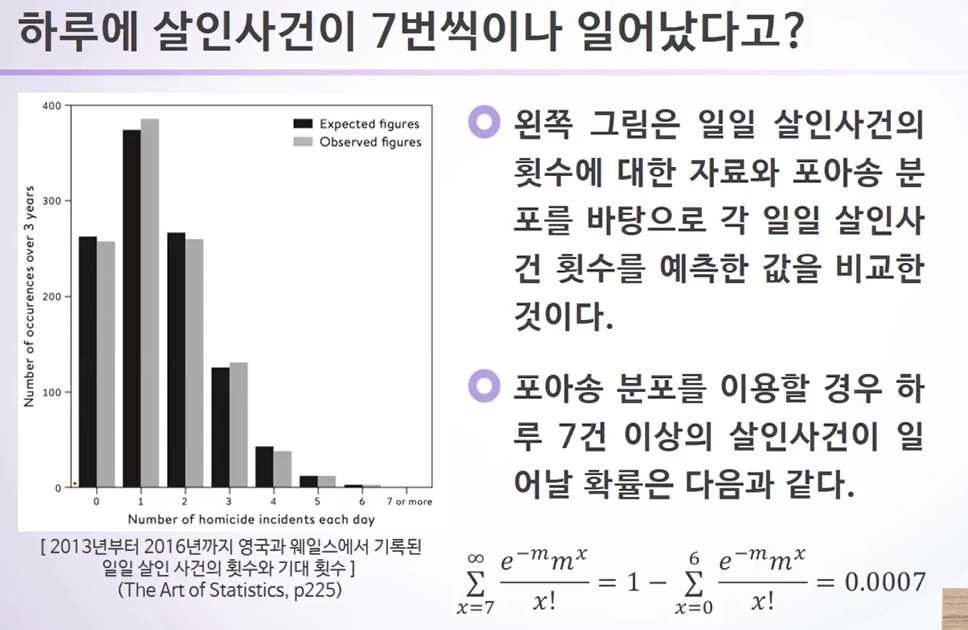 하루에 살인사건이 7번씩이나 일어났다고?
400
300
200
100
0
Number of occurences over 3 years
Expected figures
Observed figures
0 1 2 3 4 5 6 7 or more
Number of homicide incidents each day
[ 2013년부터 2016년까지 영국과 웨일스에서 기록된
일일 살인 사건의 횟수와 기대 횟수 ]
(The Art of Statistics, p225)
왼쪽 그림은 일일 살인사건의
횟수에 대한 자료와 포아송 분
포를 바탕으로 각 일일 살인사
건 횟수를 예측한 값을 비교한
것이다.
포아송 분포를 이용할 경우 하
루 7건 이상의 살인사건이 일
어날 확률은 다음과 같다.
∞ ∑ x=7 e^{−m}m^x / x! = 1 − 6 ∑ x=0 e^{−m}m^x / x! = 0.0007